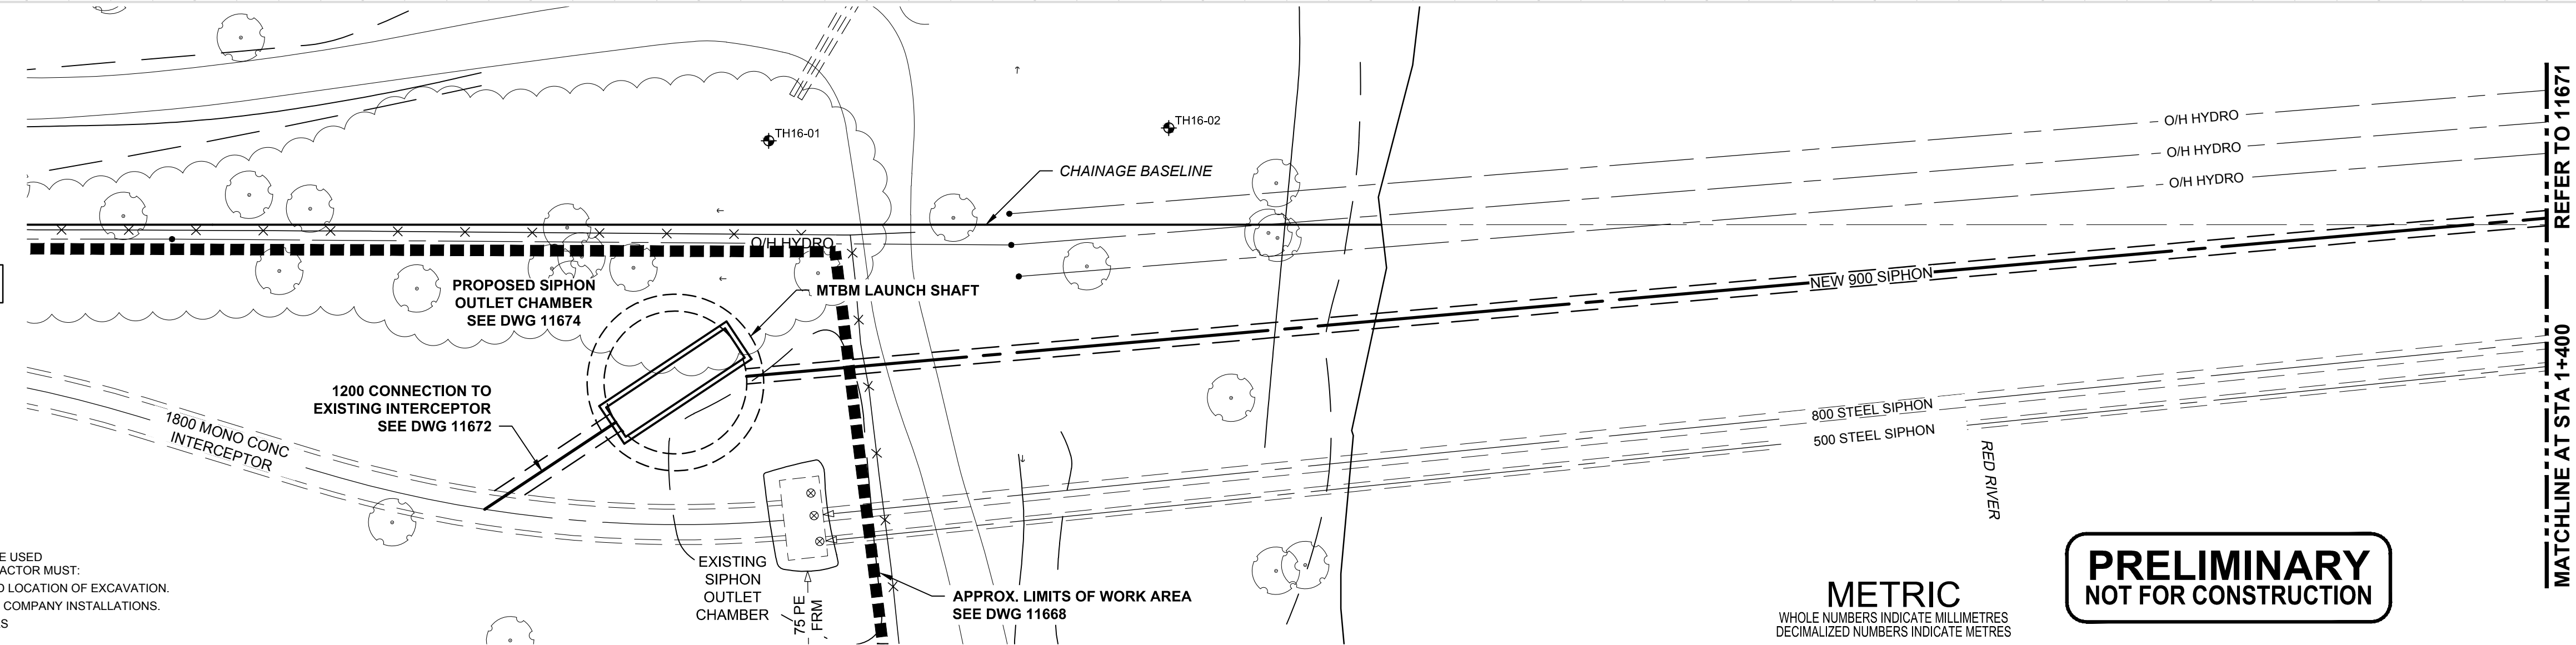 TH16-01
TH16-02
CHAINAGE BASELINE
O/H HYDRO
O/H HYDRO
O/H HYDRO
O/H HYDRO
REFER TO 11671
MATCHLINE AT STA 1+400
PROPOSED SIPHON
OUTLET CHAMBER
SEE DWG 11674
MTBM LAUNCH SHAFT
NEW 900 SIPHON
1200 CONNECTION TO
EXISTING INTERCEPTOR
SEE DWG 11672
1800 MONO CONC
INTERCEPTOR
800 STEEL SIPHON
500 STEEL SIPHON
RED RIVER
EXISTING
SIPHON
OUTLET
CHAMBER
75 PE
FRM
APPROX. LIMITS OF WORK AREA
SEE DWG 11668
E USED
ACTOR MUST:
D LOCATION OF EXCAVATION.
COMPANY INSTALLATIONS.
S
METRIC
WHOLE NUMBERS INDICATE MILLIMETRES
DECIMALIZED NUMBERS INDICATE METRES
PRELIMINARY
NOT FOR CONSTRUCTION